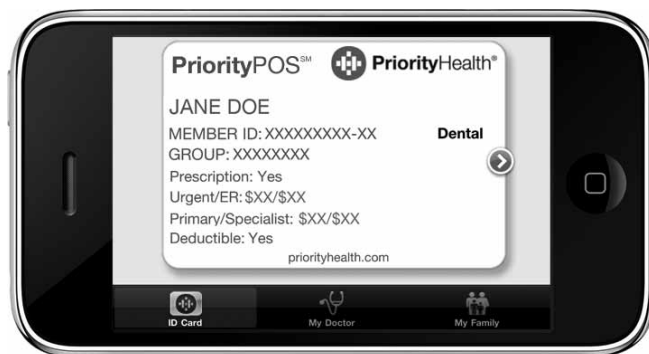 PriorityPOS℠ PriorityHealth®
JANE DOE
MEMBER ID: XXXXXXXXX-XX Dental
GROUP: XXXXXXXX
Prescription: Yes
Urgent/ER: $XX/$XX
Primary/Specialist: $XX/$XX
Deductible: Yes
priorityhealth.com
ID Card My Doctor My Family